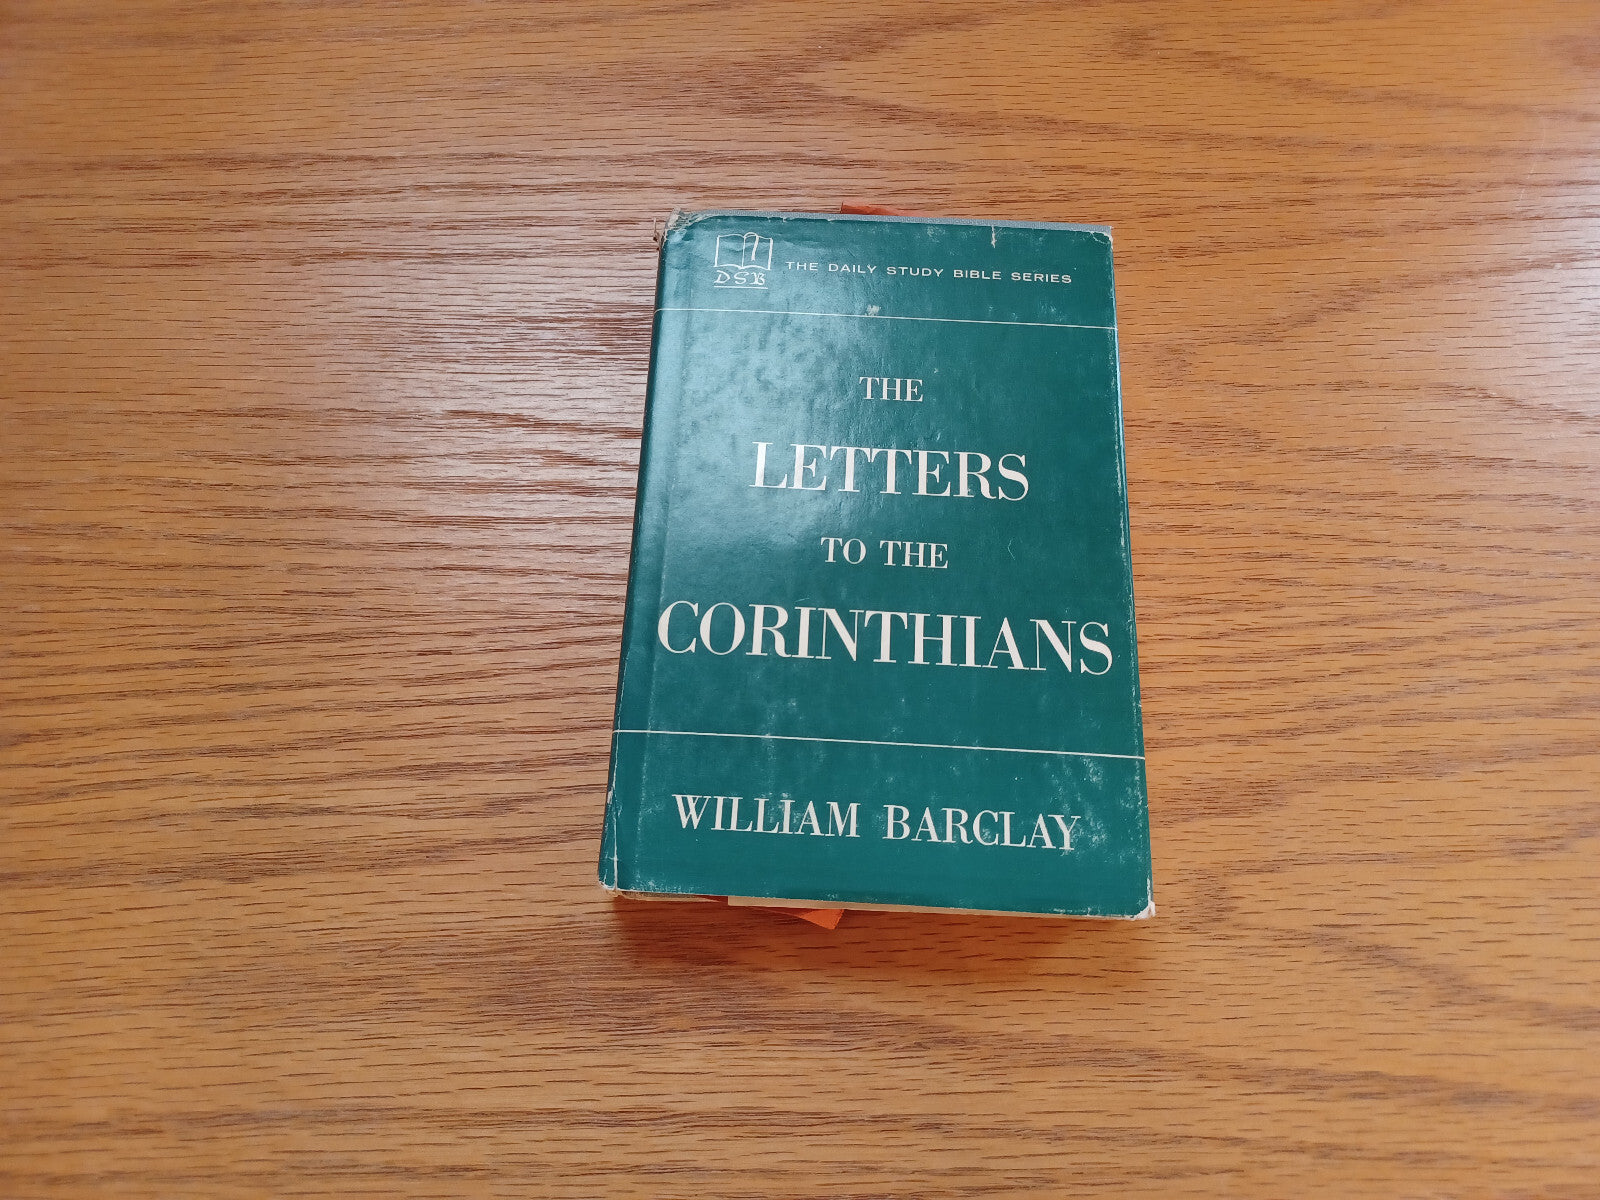 DSB
THE DAILY STUDY BIBLE SERIES
THE
LETTERS
TO THE
CORINTHIANS
WILLIAM BARCLAY